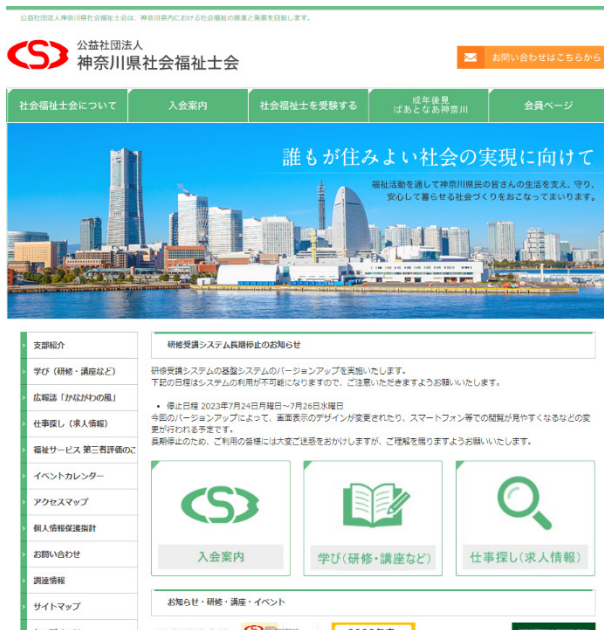 公益社団法人神奈川県社会福祉士会は、神奈川県内における社会福祉の推進と発展を目指します。
公益社団法人
神奈川県社会福祉士会
お問い合わせはこちらから
社会福祉士会について
入会案内
社会福祉士を受験する
成年後見
ぱあとなあ神奈川
会員ページ
誰もが住みよい社会の実現に向けて
福祉活動を通して神奈川県民の皆さんの生活を支え、守り、
安心して暮らせる社会づくりをおこなってまいります。
支部紹介
学び（研修・講座など）
広報誌「かながわの風」
仕事探し（求人情報）
福祉サービス 第三者評価のご
イベントカレンダー
アクセスマップ
個人情報保護指針
お問い合わせ
調達情報
サイトマップ
研修受講システム長期停止のお知らせ
研修受講システムの基盤システムのバージョンアップを実施いたします。
下記の日程はシステムの利用が不可能になりますので、ご注意いただきますようお願いいたします。
• 停止日程 2023年7月24日月曜日～7月26日水曜日
今回のバージョンアップによって、画面表示のデザインが変更されたり、スマートフォン等での閲覧が見やすくなるなどの変
更が行われる予定です。
長期停止のため、ご利用の皆様には大変ご迷惑をおかけしますが、ご理解を賜りますようお願いいたします。
入会案内
学び(研修・講座など)
仕事探し(求人情報)
お知らせ・研修・講座・イベント